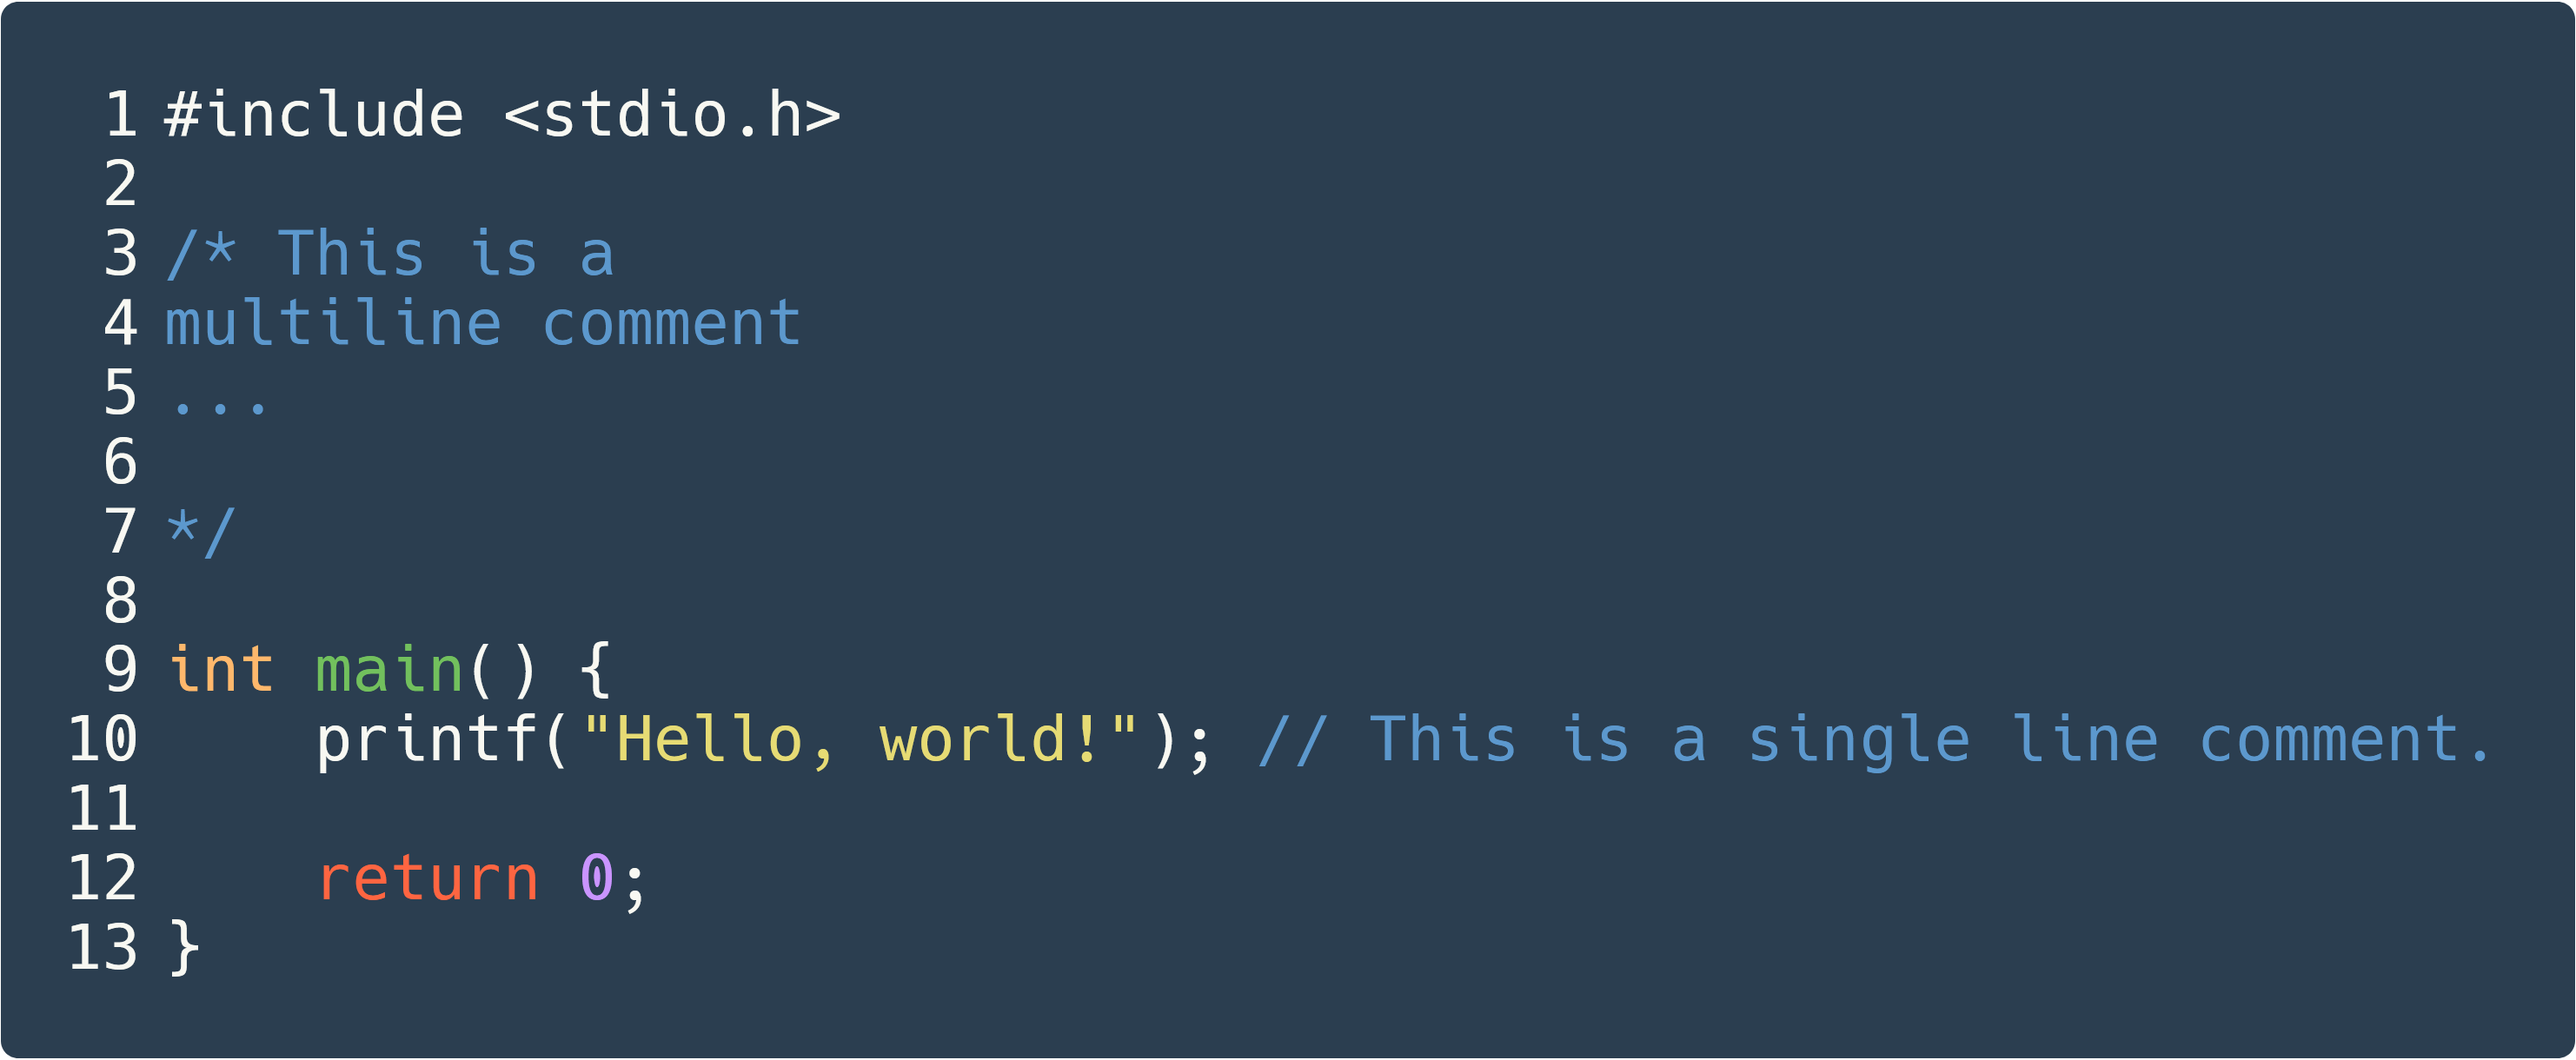 1 #include <stdio.h>
2
3 /* This is a
4 multiline comment
5 ...
6
7 */
8
9 int main() {
10     printf("Hello, world!"); // This is a single line comment.
11
12     return 0;
13 }